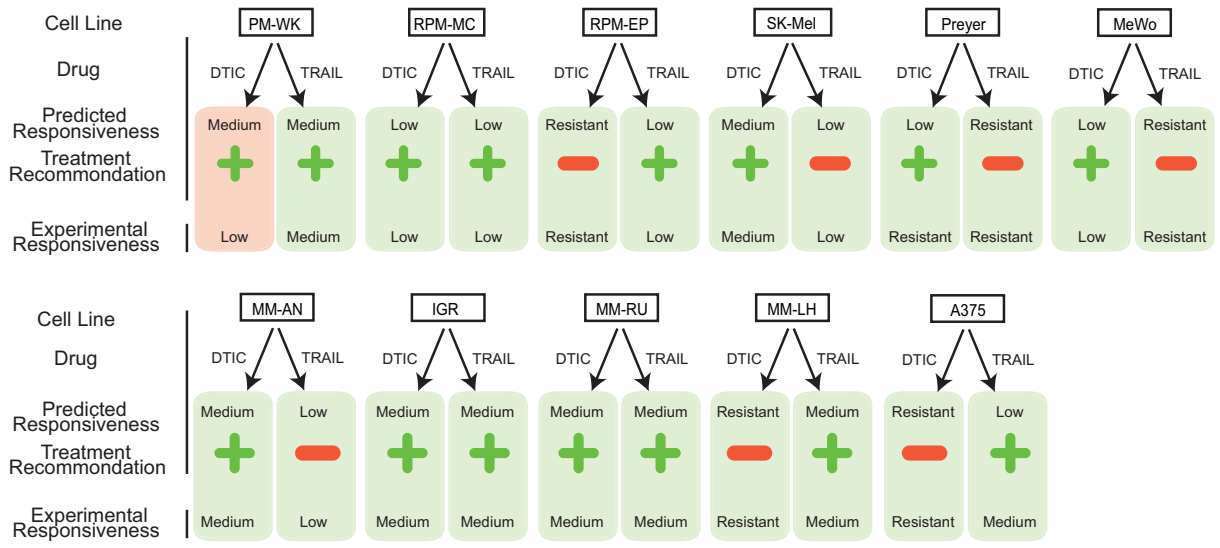 Cell Line PM-WK RPM-MC RPM-EP SK-Mel Preyer MeWo
Drug DTIC TRAIL DTIC TRAIL DTIC TRAIL DTIC TRAIL DTIC TRAIL DTIC TRAIL
Predicted
Responsiveness Medium Medium Low Low Resistant Low Medium Low Low Resistant Low Resistant
Treatment
Recommondation
Experimental
Responsiveness Low Medium Low Low Resistant Low Medium Low Resistant Resistant Low Resistant
Cell Line MM-AN IGR MM-RU MM-LH A375
Drug DTIC TRAIL DTIC TRAIL DTIC TRAIL DTIC TRAIL DTIC TRAIL
Predicted
Responsiveness Medium Low Medium Medium Medium Medium Resistant Medium Resistant Low
Treatment
Recommondation
Experimental
Responsiveness Medium Low Medium Medium Medium Medium Resistant Medium Resistant Medium